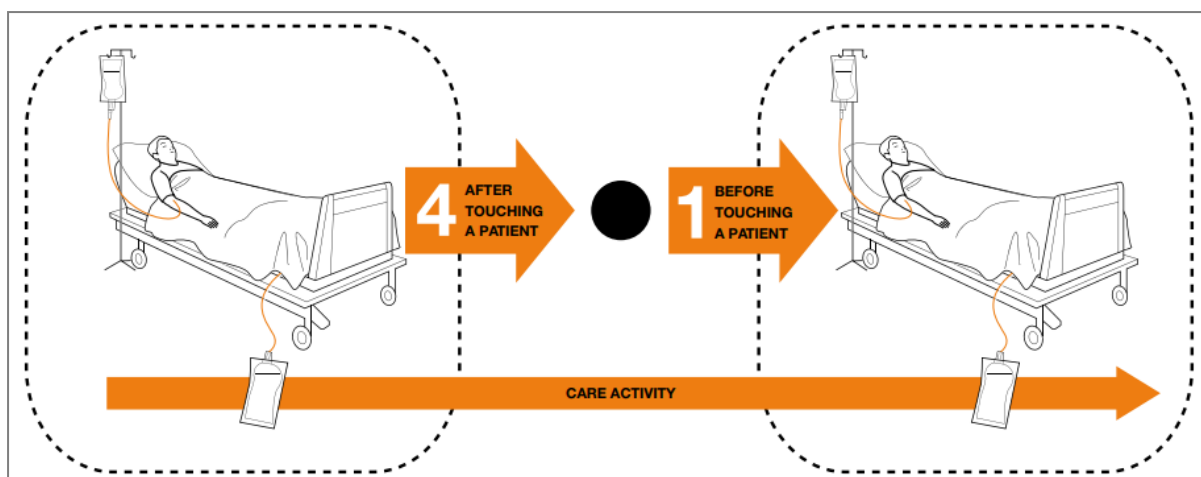 4
AFTER
TOUCHING
A PATIENT
1
BEFORE
TOUCHING
A PATIENT
CARE ACTIVITY